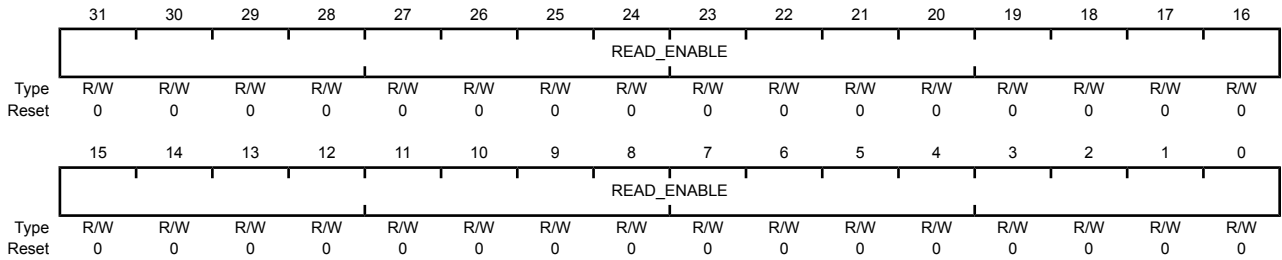 31 30 29 28 27 26 25 24 23 22 21 20 19 18 17 16
READ_ENABLE
Type R/W R/W R/W R/W R/W R/W R/W R/W R/W R/W R/W R/W R/W R/W R/W R/W
Reset 0 0 0 0 0 0 0 0 0 0 0 0 0 0 0 0
15 14 13 12 11 10 9 8 7 6 5 4 3 2 1 0
READ_ENABLE
Type R/W R/W R/W R/W R/W R/W R/W R/W R/W R/W R/W R/W R/W R/W R/W R/W
Reset 0 0 0 0 0 0 0 0 0 0 0 0 0 0 0 0